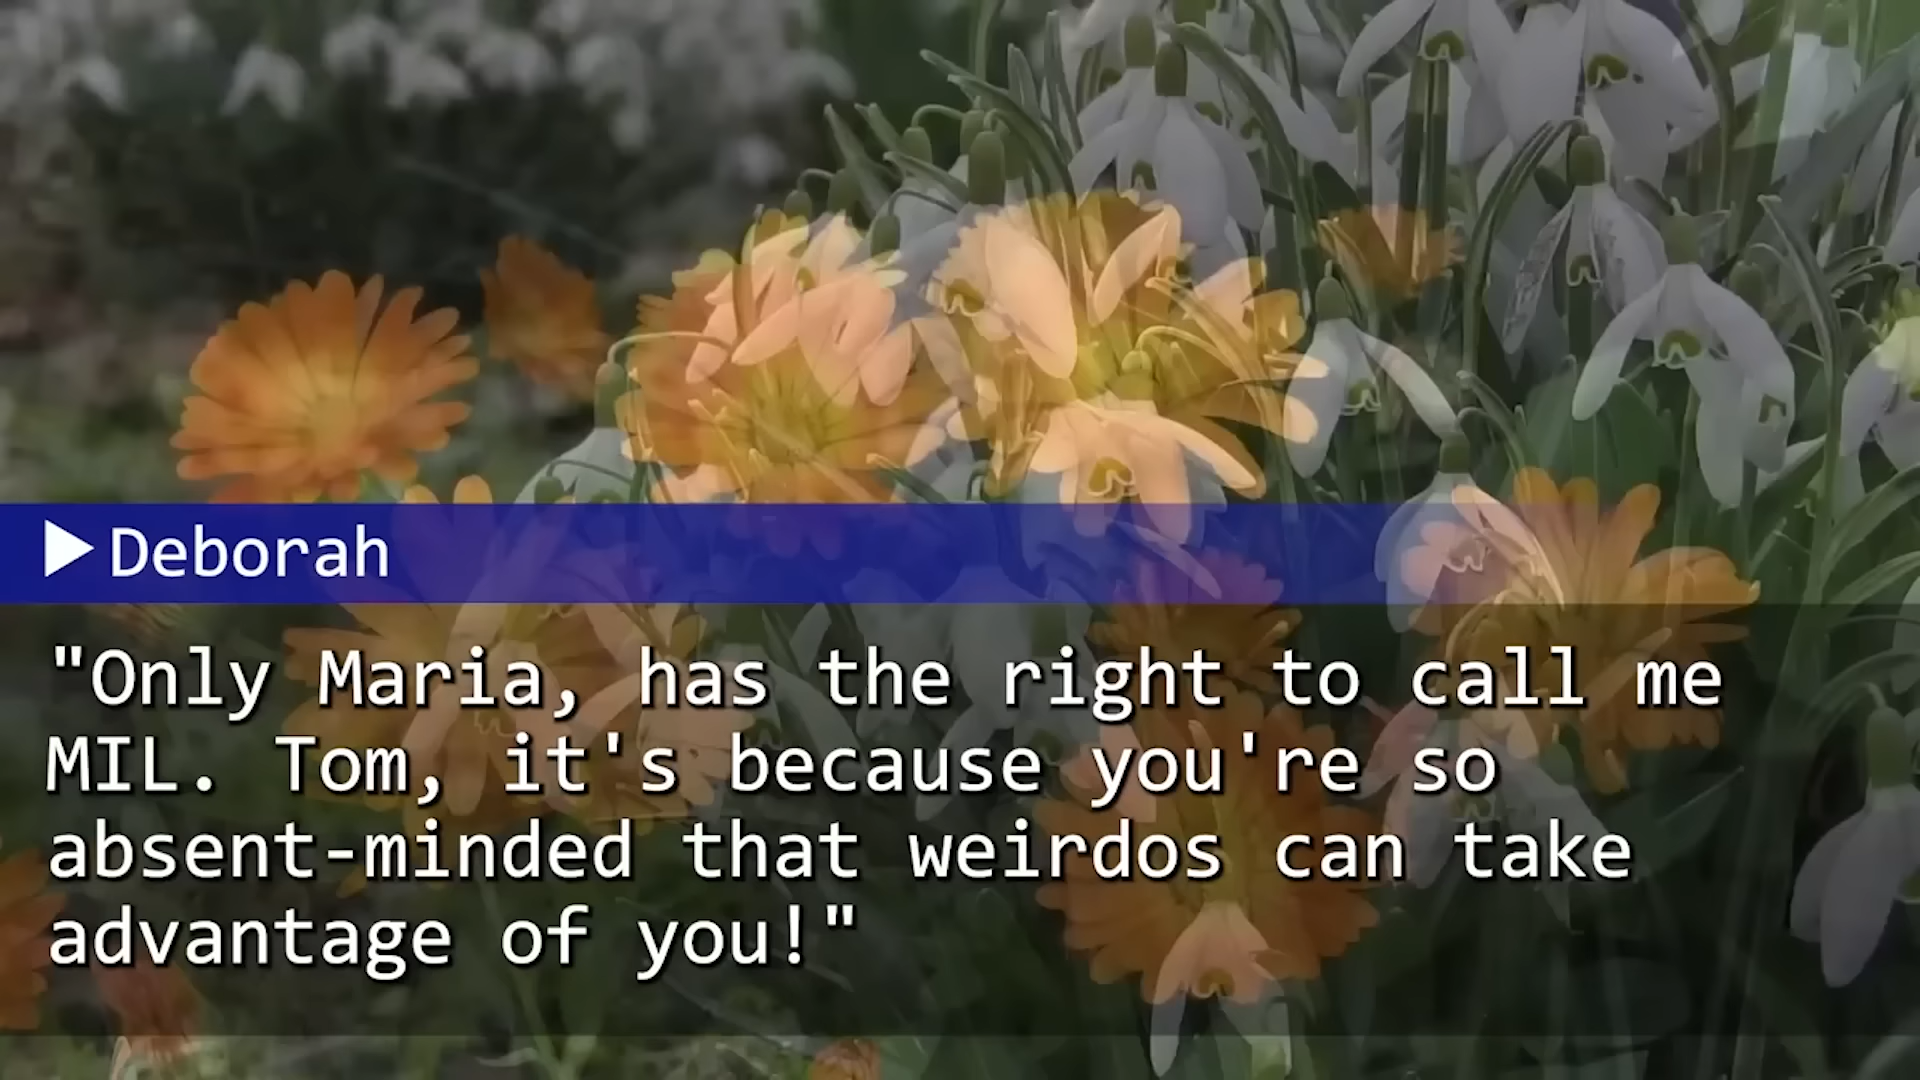 ▶Deborah
"Only Maria, has the right to call me
MIL. Tom, it's because you're so
absent-minded that weirdos can take
advantage of you!"